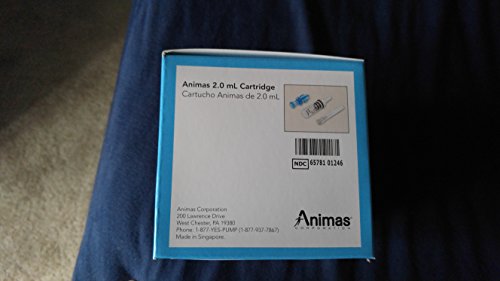 Animas 2.0 mL Cartridge
Cartucho Animas de 2.0 mL
NDC 65781 01246
Animas Corporation
200 Lawrence Drive
West Chester, PA 19380
Phone: 1-877-YES-PUMP (1-877-937-7867)
Made in Singapore.
Animas
CORPORATION